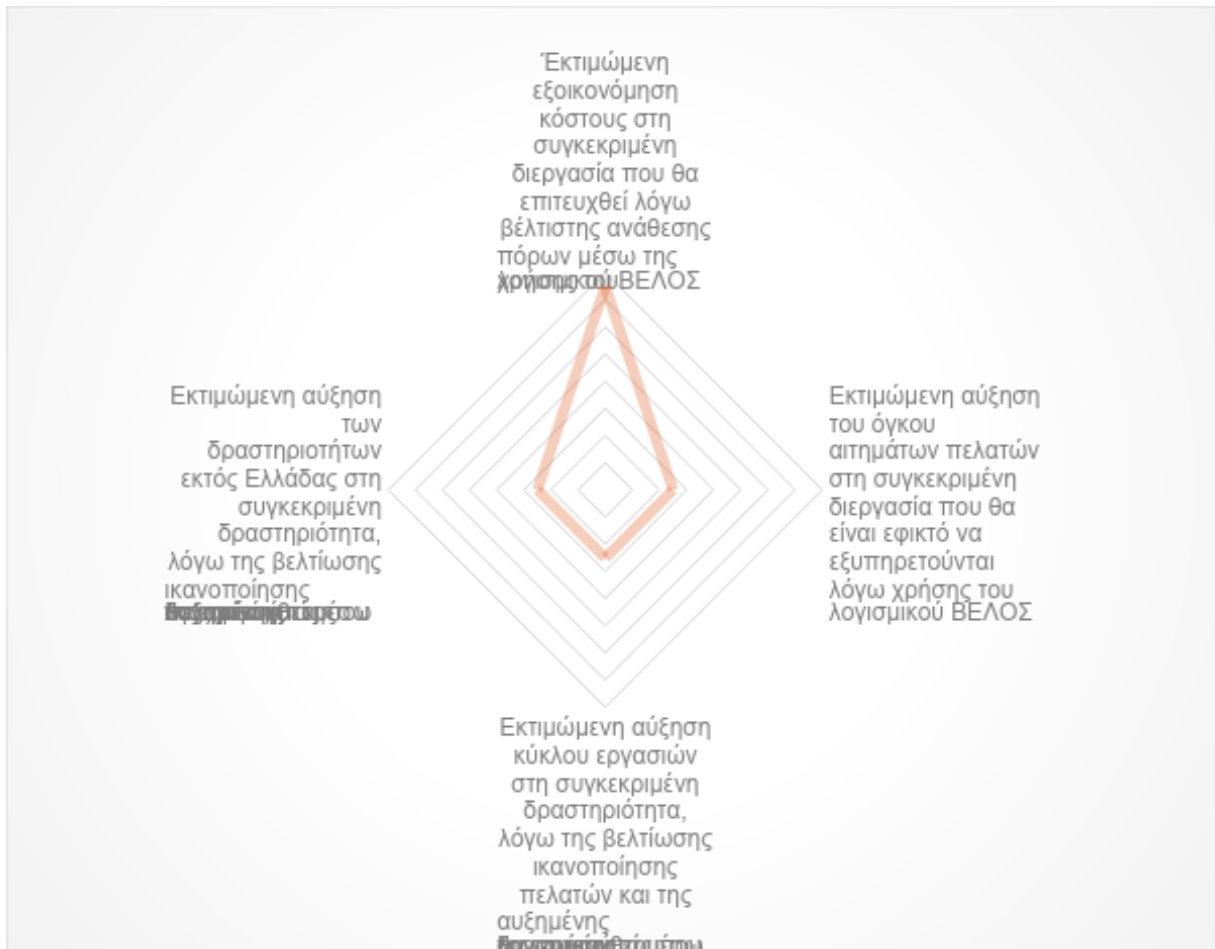 Έκτιμώμενη
εξοικονόμηση
κόστους στη
συγκεκριμένη
διεργασία που θα
επιτευχθεί λόγω
βέλτιστης ανάθεσης
πόρων μέσω της
ΒΕΛΟΣ
Εκτιμώμενη αύξηση
των
δραστηριοτήτων
εκτός Ελλάδας στη
συγκεκριμένη
δραστηριότητα,
λόγω της βελτίωσης
ικανοποίησης
Εκτιμώμενη αύξηση
του όγκου
αιτημάτων πελατών
στη συγκεκριμένη
διεργασία που θα
είναι εφικτό να
εξυπηρετούνται
λόγω χρήσης του
λογισμικού ΒΕΛΟΣ
Εκτιμώμενη αύξηση
κύκλου εργασιών
στη συγκεκριμένη
δραστηριότητα,
λόγω της βελτίωσης
ικανοποίησης
πελατών και της
αυξημένης